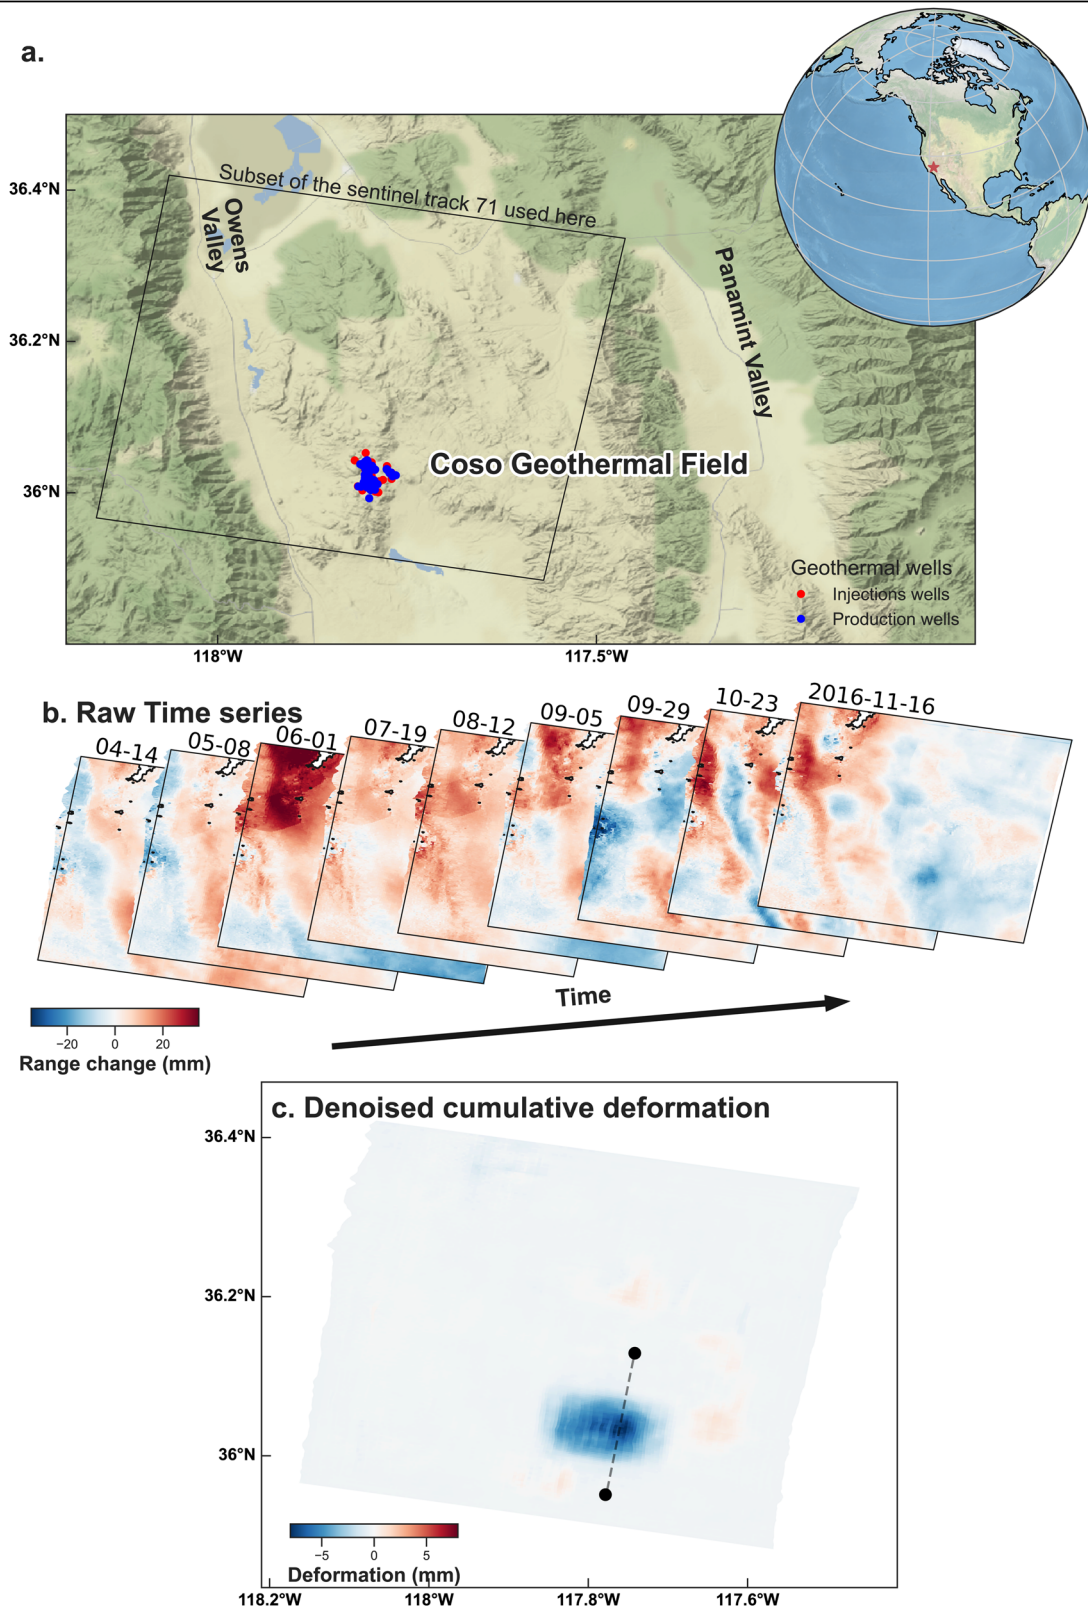 a.
Subset of the sentinel track 71 used here
36.4°N
Owens
Valley
Panamint Valley
36.2°N
Coso Geothermal Field
36°N
Geothermal wells
Injections wells
Production wells
118°W
117.5°W
b. Raw Time series
04-14
05-08
06-01
07-19
08-12
09-05
09-29
10-23
2016-11-16
Time
−20 0 20
Range change (mm)
c. Denoised cumulative deformation
36.4°N
36.2°N
36°N
−5 0 5
Deformation (mm)
118.2°W 118°W 117.8°W 117.6°W